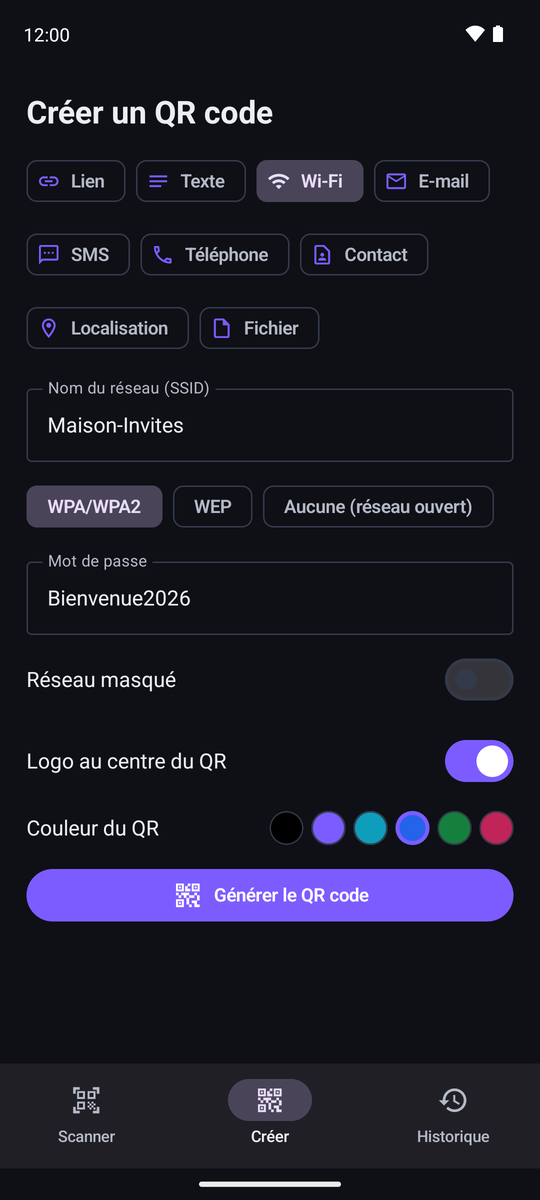 12:00
Créer un QR code
Lien Texte Wi-Fi E-mail
SMS Téléphone Contact
Localisation Fichier
Nom du réseau (SSID)
Maison-Invites
WPA/WPA2 WEP Aucune (réseau ouvert)
Mot de passe
Bienvenue2026
Réseau masqué
Logo au centre du QR
Couleur du QR
Générer le QR code
Scanner Créer Historique